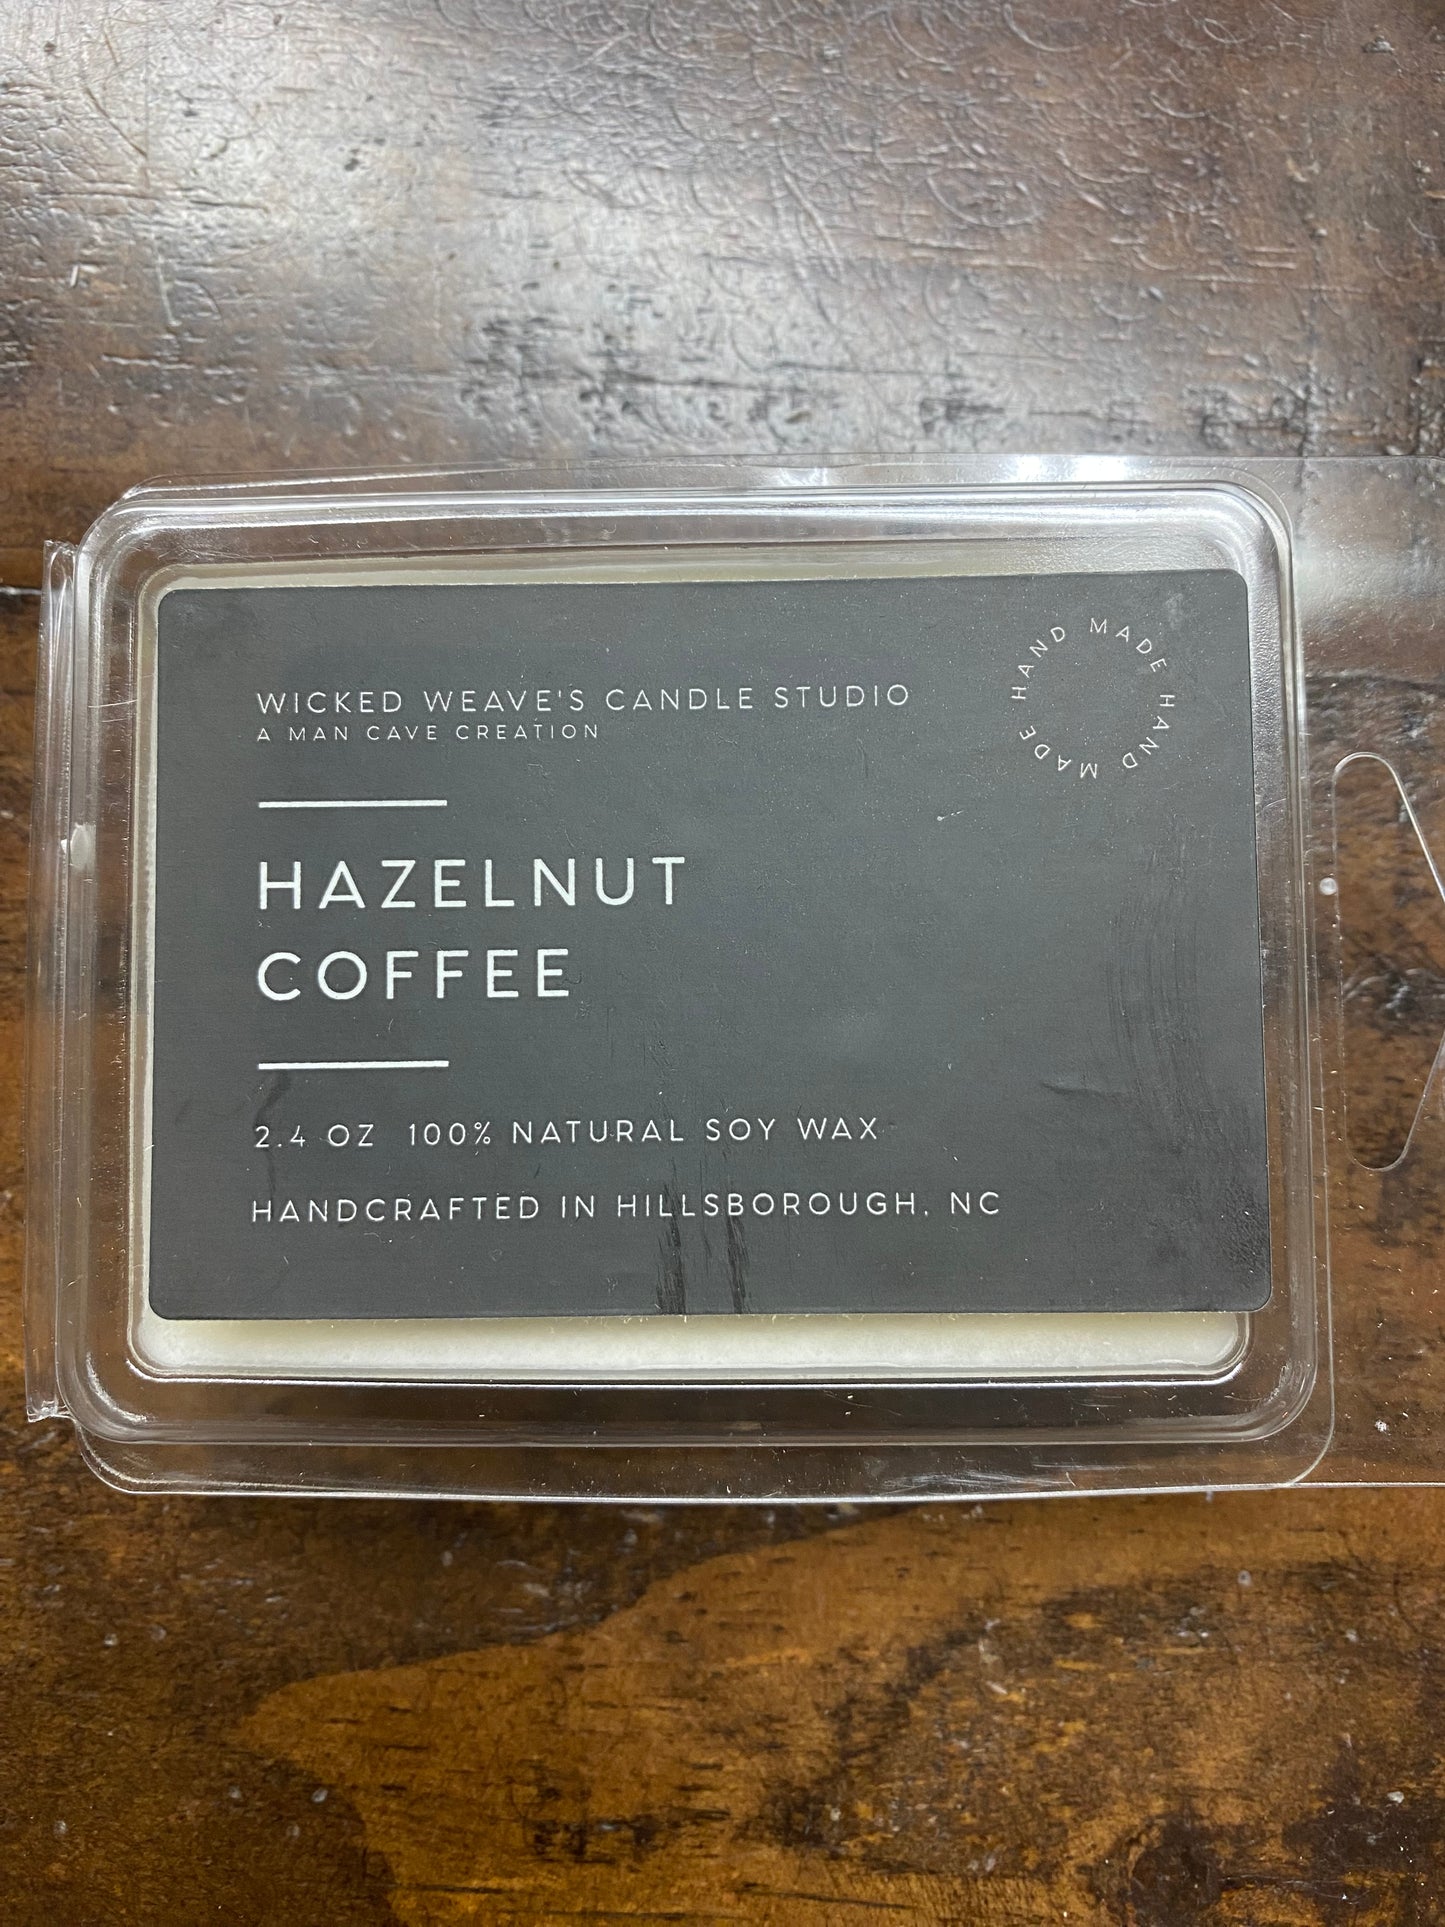 WICKED WEAVE'S CANDLE STUDIO
A MAN CAVE CREATION
HAND MADE HAND MADE
HAZELNUT
COFFEE
2.4 OZ 100% NATURAL SOY WAX
HANDCRAFTED IN HILLSBOROUGH, NC